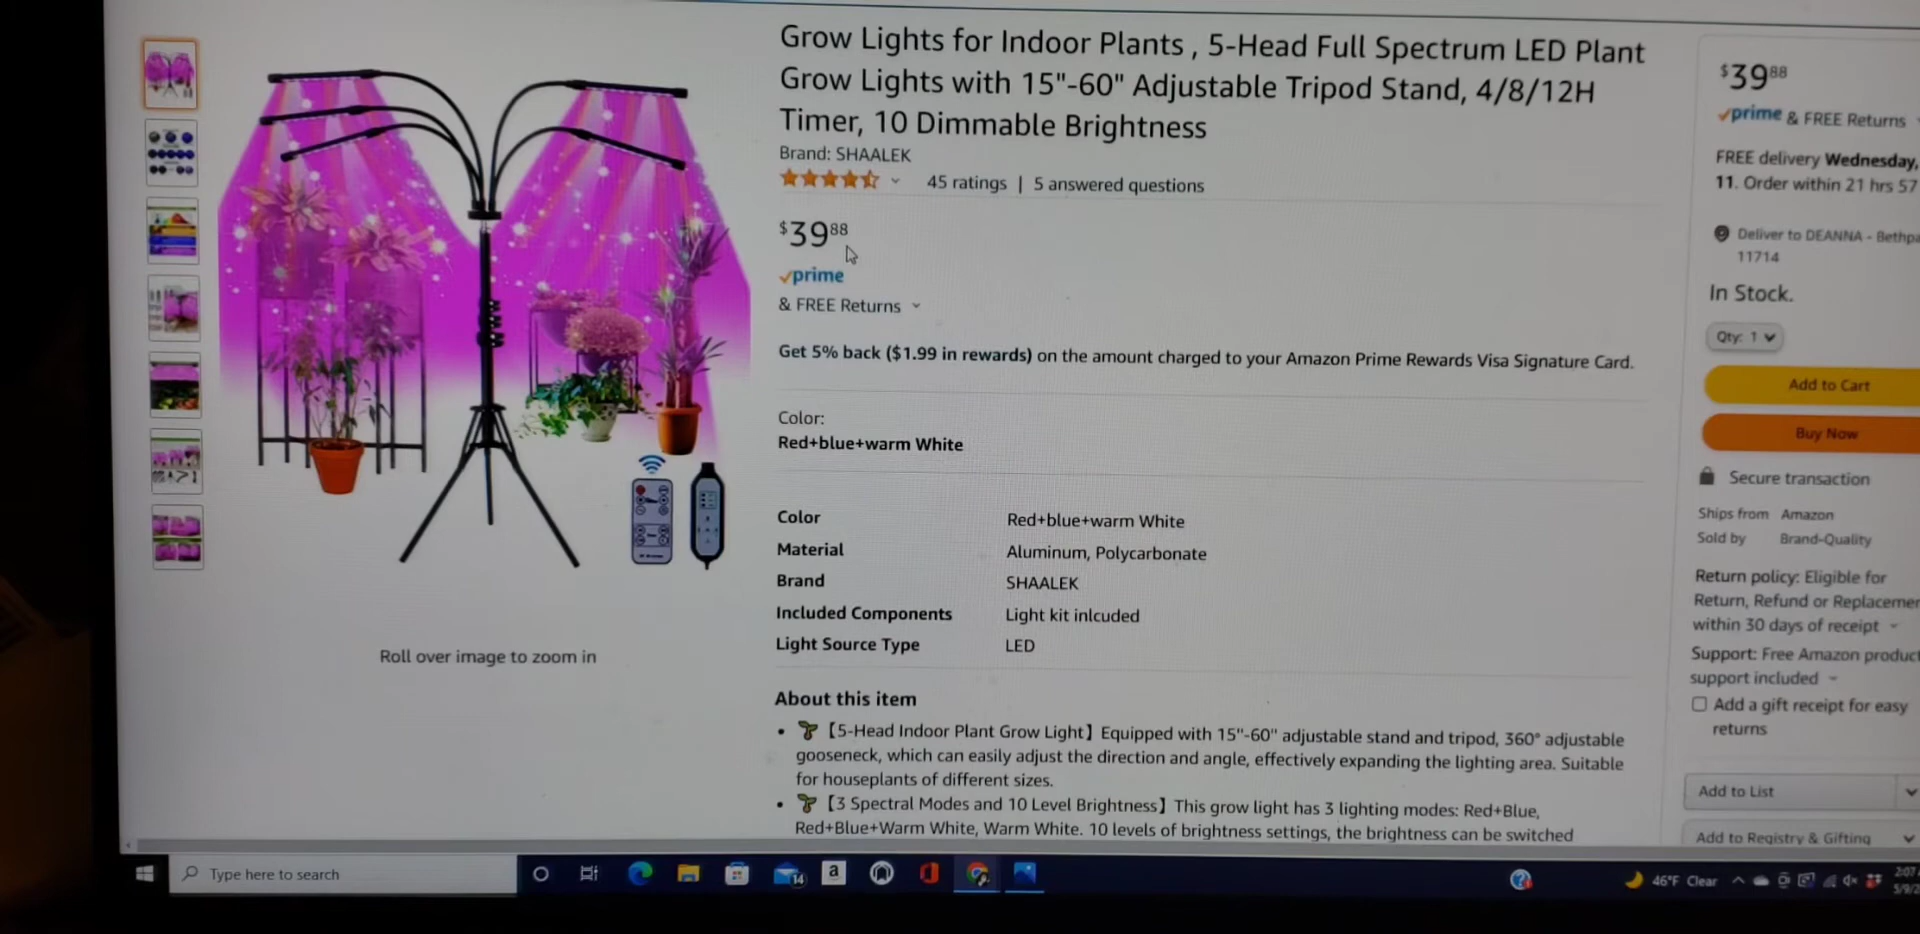 Grow Lights for Indoor Plants , 5-Head Full Spectrum LED Plant
Grow Lights with 15"-60" Adjustable Tripod Stand, 4/8/12H
Timer, 10 Dimmable Brightness
Brand: SHAALEK
45 ratings | 5 answered questions
$3988
prime
& FREE Returns
Get 5% back ($1.99 in rewards) on the amount charged to your Amazon Prime Rewards Visa Signature Card.
Color:
Red+blue+warm White
Color Red+blue+warm White
Material Aluminum, Polycarbonate
Brand SHAALEK
Included Components Light kit inlcuded
Light Source Type LED
About this item
• 【5-Head Indoor Plant Grow Light】Equipped with 15"-60" adjustable stand and tripod, 360° adjustable
gooseneck, which can easily adjust the direction and angle, effectively expanding the lighting area. Suitable
for houseplants of different sizes.
• 【3 Spectral Modes and 10 Level Brightness】This grow light has 3 lighting modes: Red+Blue,
Red+Blue+Warm White, Warm White. 10 levels of brightness settings, the brightness can be switched
Roll over image to zoom in
$3988
prime & FREE Returns
FREE delivery Wednesday,
11. Order within 21 hrs 57
Deliver to DEANNA - Bethpa
11714
In Stock.
Qty: 1
Add to Cart
Buy Now
Secure transaction
Ships from Amazon
Sold by Brand-Quality
Return policy: Eligible for
Return, Refund or Replacemen
within 30 days of receipt
Support: Free Amazon product
support included
Add a gift receipt for easy
returns
Add to List
Add to Registry & Gifting
Type here to search
14
a
46°F Clear
2:07
5/9/2